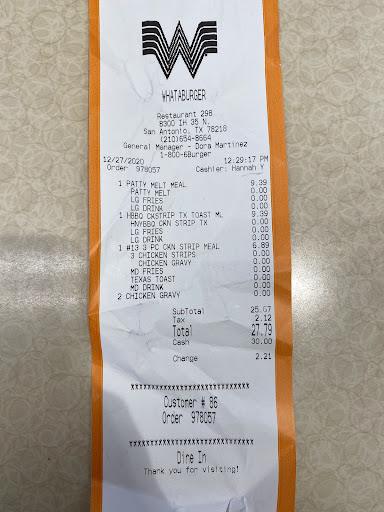 WHATABURGER
Restaurant 298
8300 IH 35 N.
San Antonio, TX 78218
(210)654-8664
General Manager - Dora Martinez
1-800-6Burger
12/27/2020 12:29:17 PM
Order 978057 Cashier: Hannah Y
1 PATTY MELT MEAL 9.39
PATTY MELT 0.00
LG FRIES 0.00
LG DRINK 0.00
1 HBBQ CKSTRIP TX TOAST ML 9.39
HNYBBQ CKN STRIP TX 0.00
LG FRIES 0.00
LG DRINK 0.00
1 #13 3 PC CKN STRIP MEAL 6.89
3 CHICKEN STRIPS 0.00
CHICKEN GRAVY 0.00
MD FRIES 0.00
TEXAS TOAST 0.00
MD DRINK 0.00
2 CHICKEN GRAVY 0.00
SubTotal 25.67
Tax 2.12
Total 27.79
Cash 30.00
Change 2.21
Customer # 86
Order 978057
Dine In
Thank you for visiting!